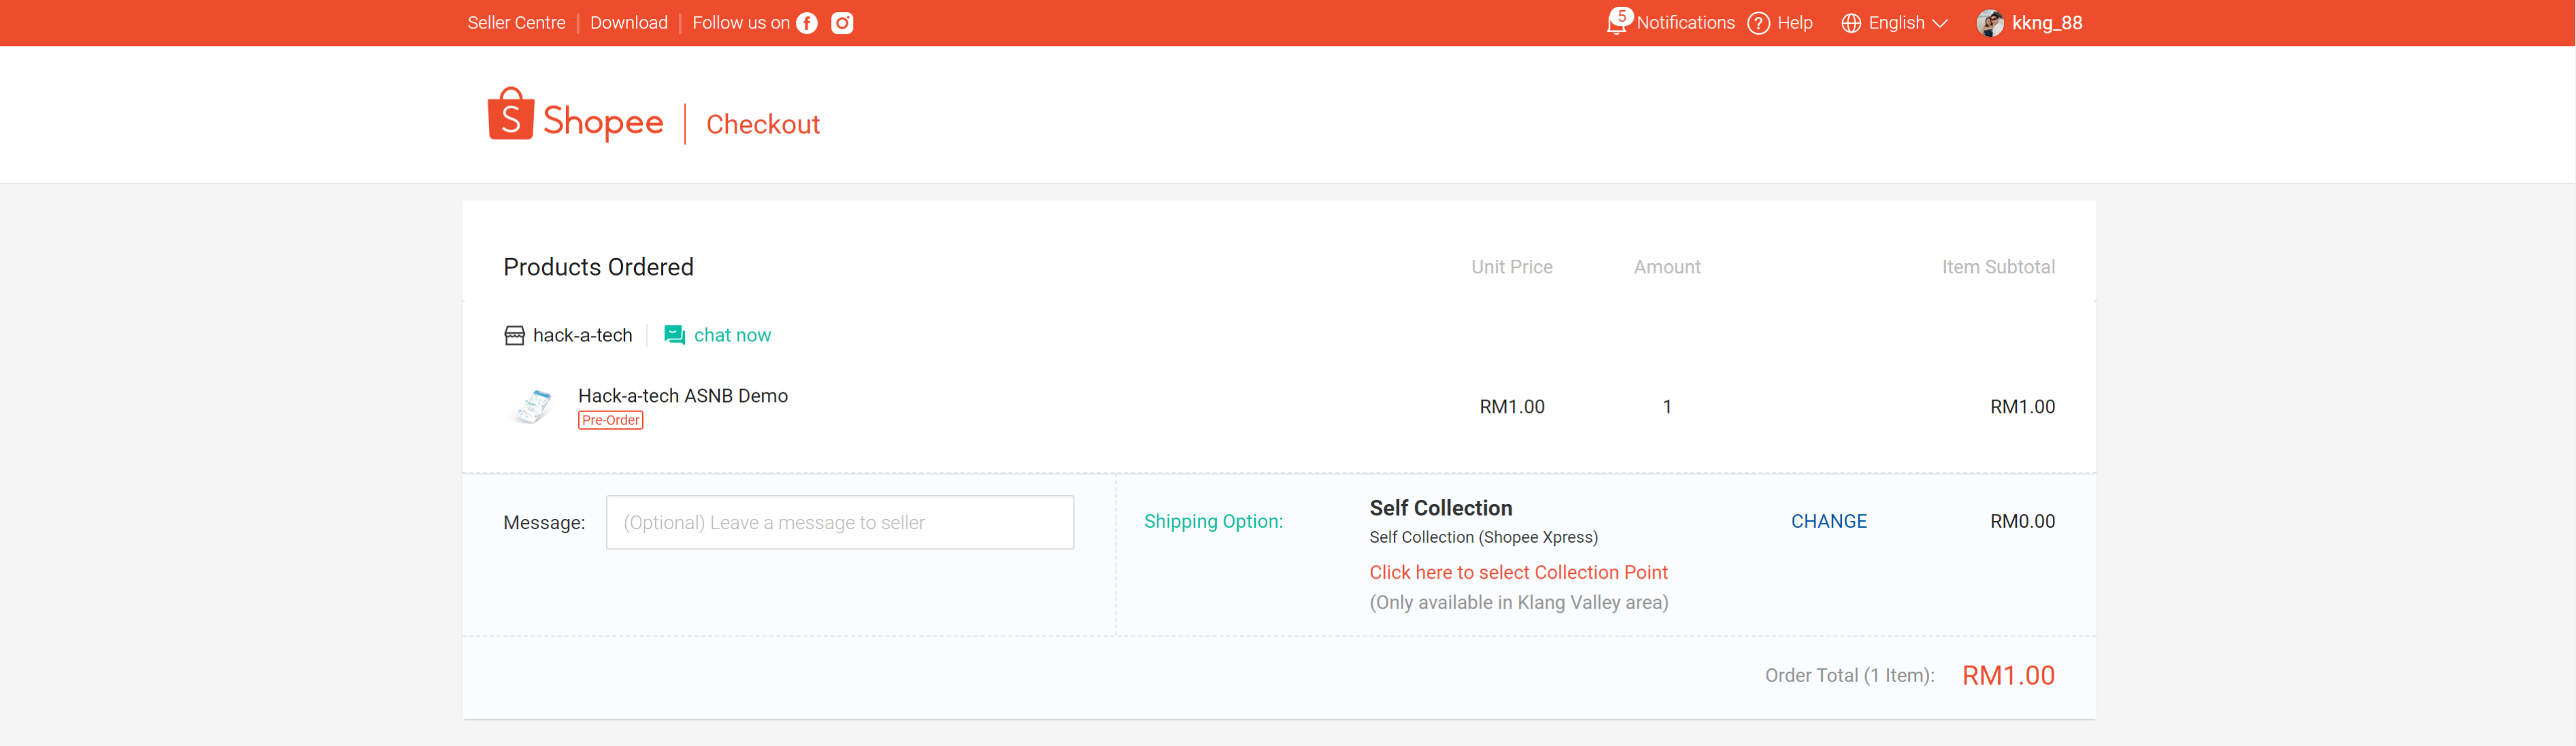 Seller Centre Download Follow us on 5 Notifications Help English kkng_88
Shopee Checkout
Products Ordered Unit Price Amount Item Subtotal
hack-a-tech chat now
Hack-a-tech ASNB Demo
Pre-Order
RM1.00 1 RM1.00
Message: (Optional) Leave a message to seller
Shipping Option: Self Collection CHANGE RM0.00
Self Collection (Shopee Xpress)
Click here to select Collection Point
(Only available in Klang Valley area)
Order Total (1 Item): RM1.00